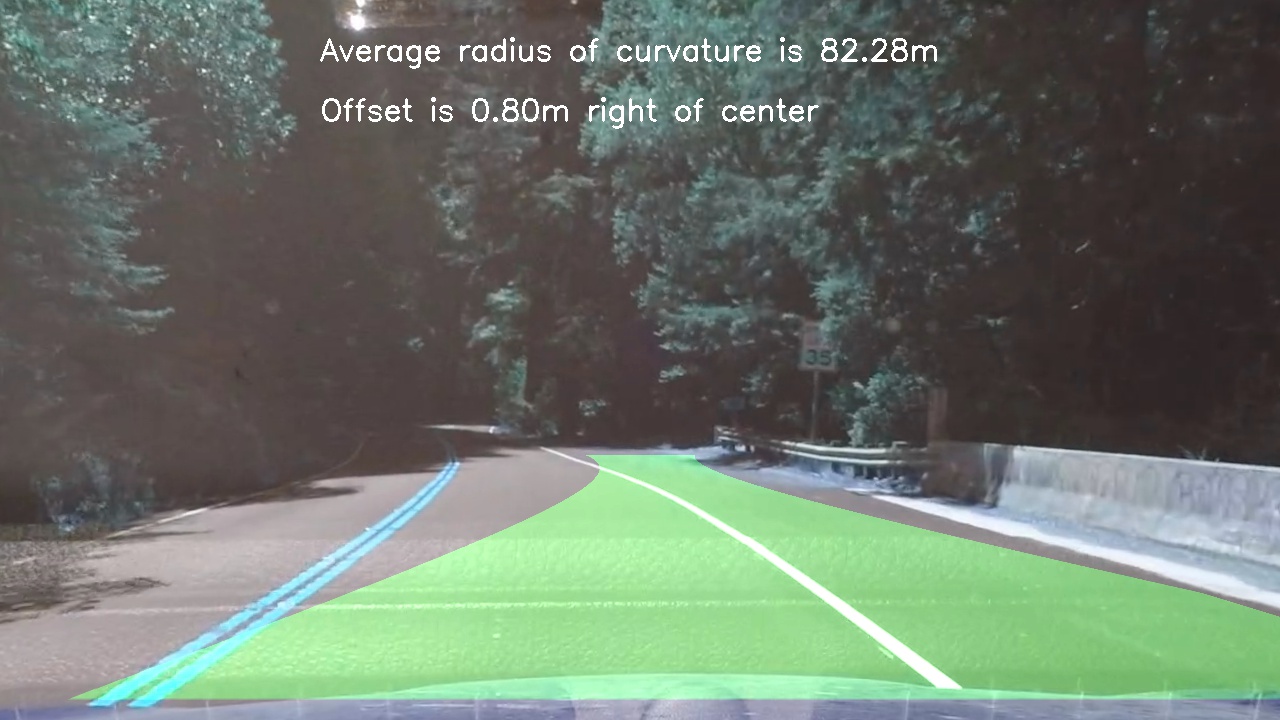 Average radius of curvature is 82.28m
Offset is 0.80m right of center
35